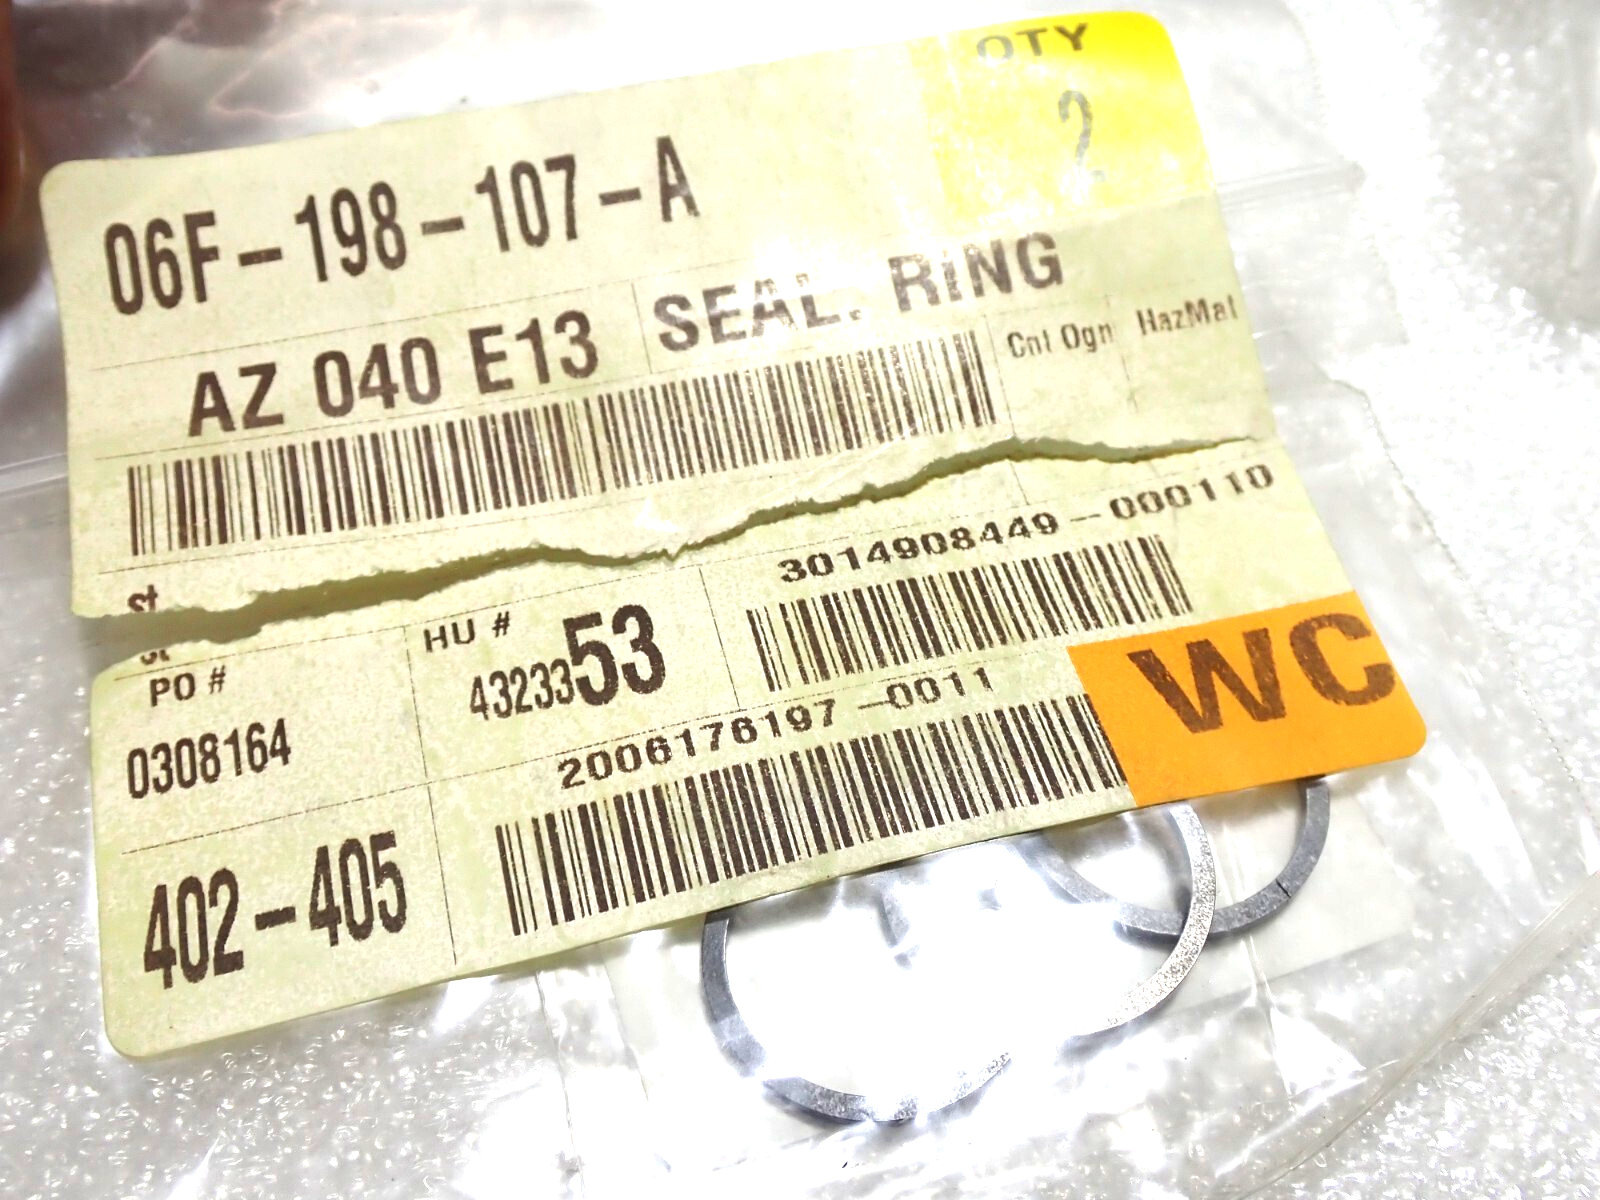 QTY
2
06F-198-107-A
AZ 040 E13
SEAL. RING
Cnt Ogn
HazMat
st
PO #
0308164
HU #
4323353
3014908449-000110
2006176197-0011
WC
402-405